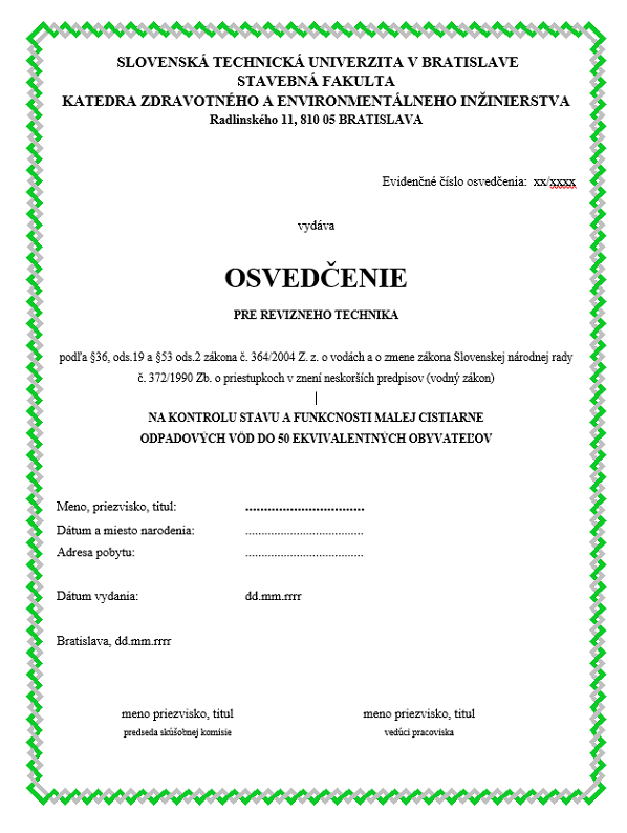 SLOVENSKÁ TECHNICKÁ UNIVERZITA V BRATISLAVE
STAVEBNÁ FAKULTA
KATEDRA ZDRAVOTNÉHO A ENVIRONMENTÁLNEHO INŽINIERSTVA
Radlinského 11, 810 05 BRATISLAVA
Evidenčné číslo osvedčenia: xx/xxxx
vydáva
OSVEDČENIE
PRE REVIZNEHO TECHNIKA
podľa §36, ods.19 a §53 ods.2 zákona č. 364/2004 Z. z. o vodách a o zmene zákona Slovenskej národnej rady
č. 372/1990 Zb. o priestupkoch v znení neskorších predpisov (vodný zákon)
NA KONTROLU STAVU A FUNKCNOSTI MALEJ CISTIARNE
ODPADOVÝCH VÔD DO 50 EKVIVALENTNÝCH OBYVATEĽOV
Meno, priezvisko, titul: ....................................
Dátum a miesto narodenia: ....................................
Adresa pobytu: ....................................
Dátum vydania: dd.mm.rrrr
Bratislava, dd.mm.rrrr
meno priezvisko, titul meno priezvisko, titul
predseda skúšobnej komisie vedúci pracoviska